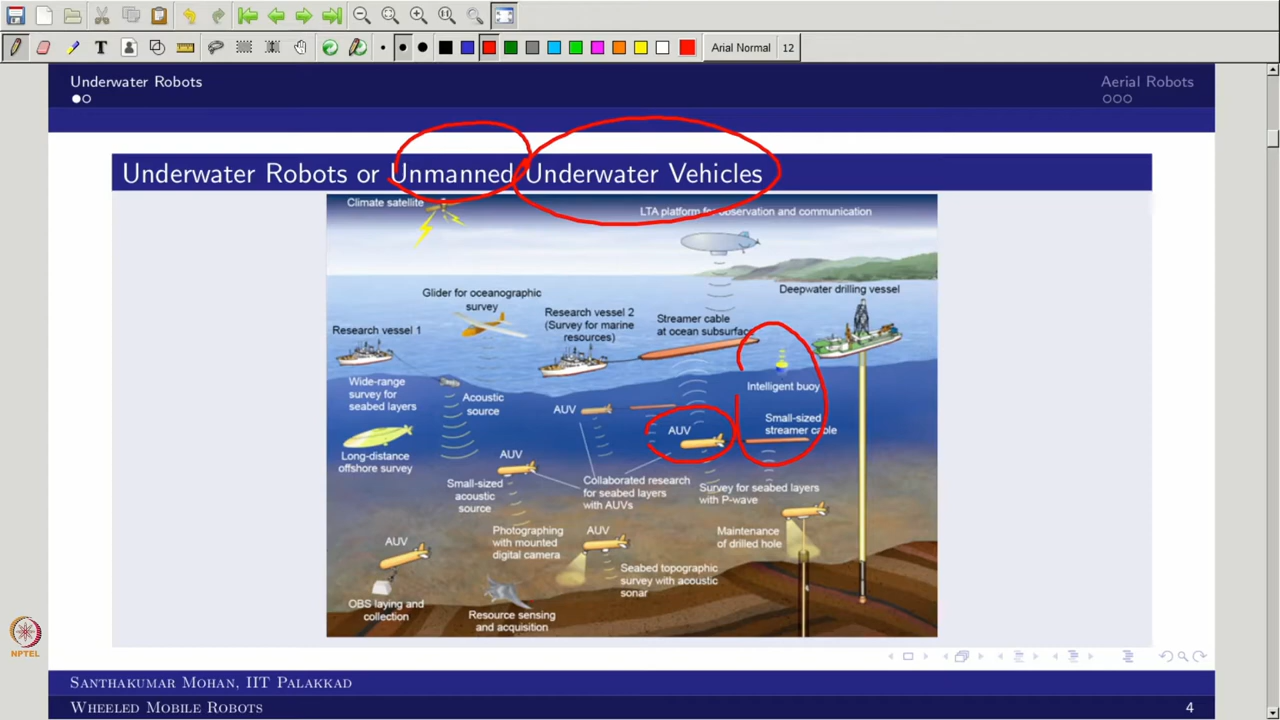 Arial Normal 12
Underwater Robots
Aerial Robots
Underwater Robots or Unmanned Underwater Vehicles
Climate satellite
LTA platform for observation and communication
Glider for oceanographic
survey
Deepwater drilling vessel
Research vessel 1
Research vessel 2
(Survey for marine
resources)
Streamer cable
at ocean subsurface
Wide-range
survey for
seabed layers
Acoustic
source
AUV
Intelligent buoy
AUV
Small-sized
streamer cable
Long-distance
offshore survey
AUV
Small-sized
acoustic
source
Collaborated research
for seabed layers
with AUVs
Survey for seabed layers
with P-wave
Photographing
with mounted
digital camera
AUV
Maintenance
of drilled hole
AUV
Seabed topographic
survey with acoustic
sonar
OBS laying and
collection
Resource sensing
and acquisition
NPTEL
Santhakumar Mohan, IIT Palakkad
Wheeled Mobile Robots
4